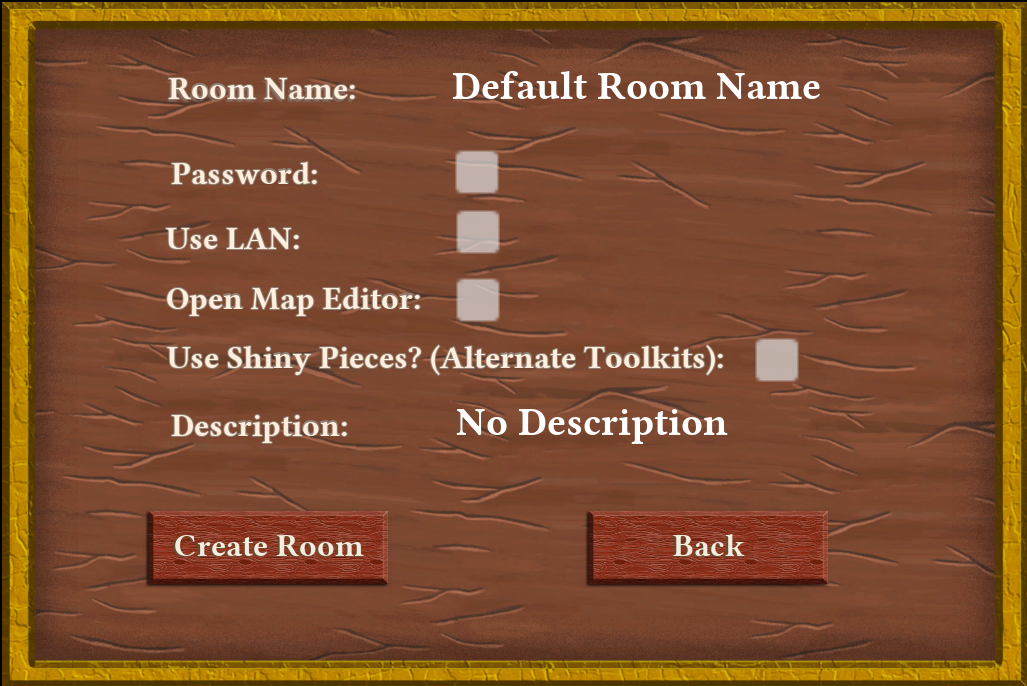 Room Name: Default Room Name
Password:
Use LAN:
Open Map Editor:
Use Shiny Pieces? (Alternate Toolkits):
Description: No Description
Create Room Back